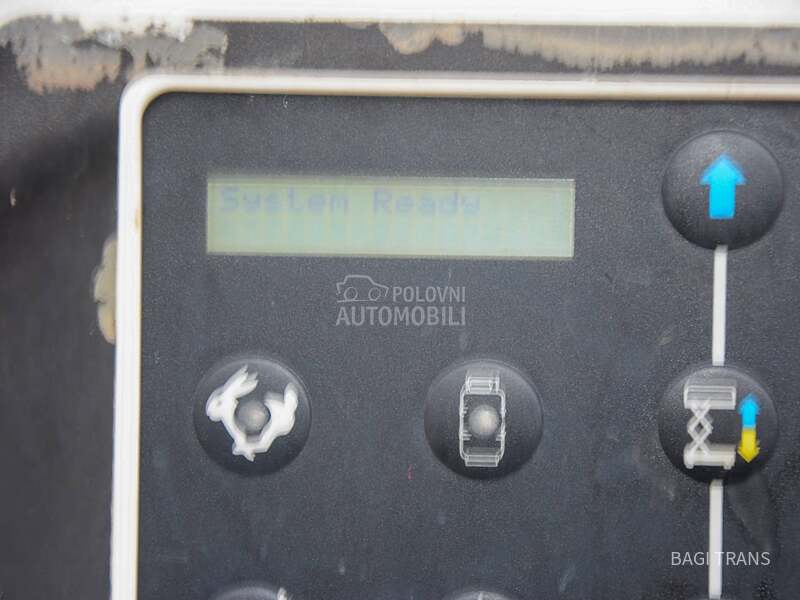 System Ready
POLOVNI
AUTOMOBILI
BAGI TRANS